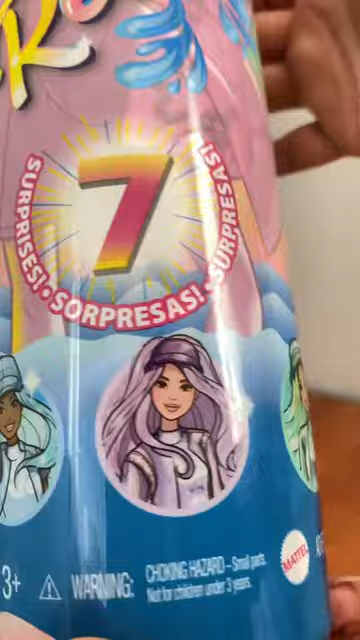 R
7
SURPRISES! • SORPRESAS! • SURPRESAS!
3+ ⚠ WARNING: CHOKING HAZARD – Small parts.
Not for children under 3 years.
MATTEL